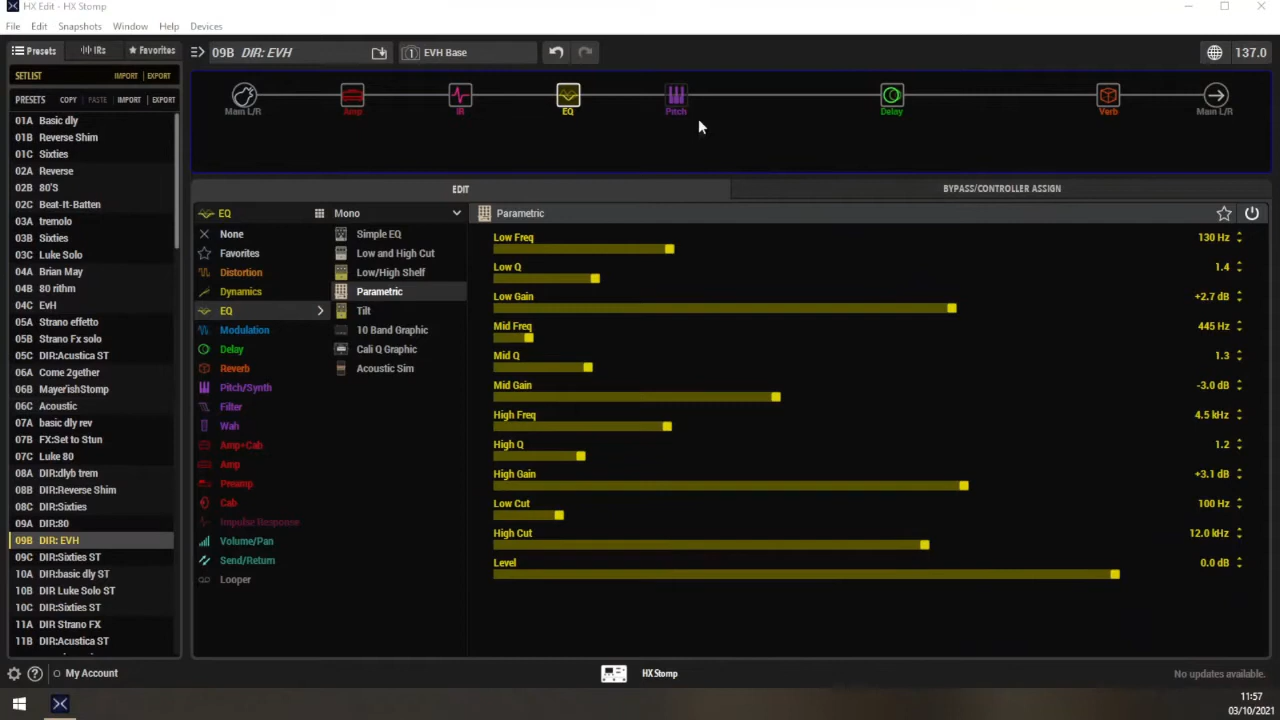 HX Edit - HX Stomp
File Edit Snapshots Window Help Devices
Presets IRs Favorites
09B DIR: EVH
1 EVH Base
137.0
SETLIST IMPORT EXPORT
PRESETS COPY PASTE IMPORT EXPORT
01A Basic dly
01B Reverse Shim
01C Sixties
02A Reverse
02B 80'S
02C Beat-It-Batten
03A tremolo
03B Sixties
03C Luke Solo
04A Brian May
04B 80 rithm
04C EvH
05A Strano effetto
05B Strano Fx solo
05C DIR:Acustica ST
06A Come 2gether
06B Mayer'ishStomp
06C Acoustic
07A basic dly rev
07B FX:Set to Stun
07C Luke 80
08A DIR:dlyb trem
08B DIR:Reverse Shim
08C DIR:Sixties
09A DIR:80
09B DIR: EVH
09C DIR:Sixties ST
10A DIR:basic dly ST
10B DIR Luke Solo ST
10C DIR:Sixties ST
11A DIR Strano FX
11B DIR:Acustica ST
Main L/R Amp IR EQ Pitch Delay Verb Main L/R
EDIT BYPASS/CONTROLLER ASSIGN
EQ
None
Favorites
Distortion
Dynamics
EQ
Modulation
Delay
Reverb
Pitch/Synth
Filter
Wah
Amp+Cab
Amp
Preamp
Cab
Impulse Response
Volume/Pan
Send/Return
Looper
Mono
Simple EQ
Low and High Cut
Low/High Shelf
Parametric
Tilt
10 Band Graphic
Cali Q Graphic
Acoustic Sim
Parametric
Low Freq 130 Hz
Low Q 1.4
Low Gain +2.7 dB
Mid Freq 445 Hz
Mid Q 1.3
Mid Gain -3.0 dB
High Freq 4.5 kHz
High Q 1.2
High Gain +3.1 dB
Low Cut 100 Hz
High Cut 12.0 kHz
Level 0.0 dB
? My Account
HX Stomp
No updates available.
11:57
03/10/2021